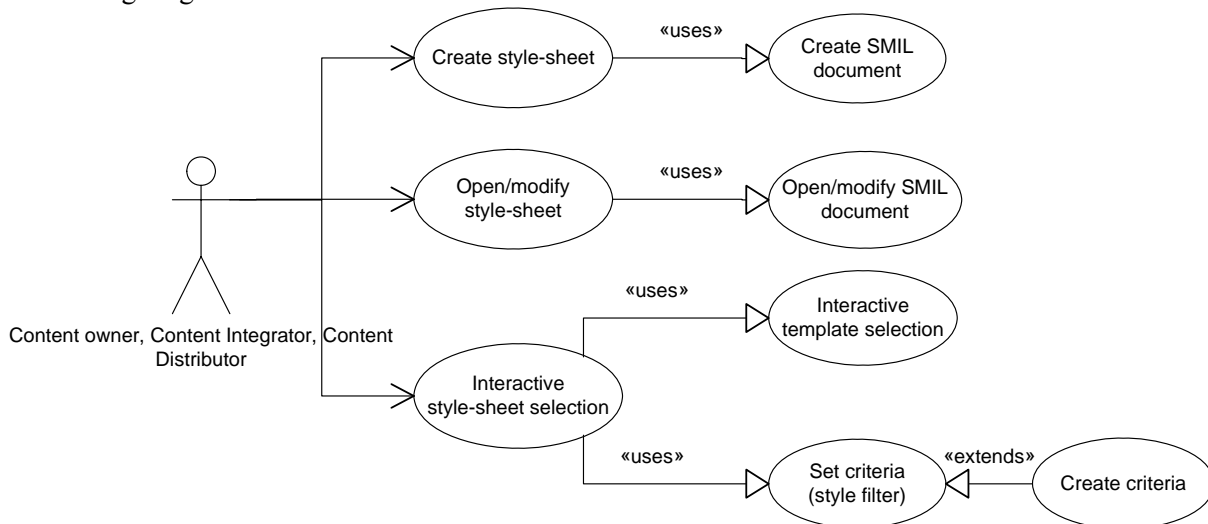 «uses»
Create style-sheet
Create SMIL
document
«uses»
Open/modify
style-sheet
Open/modify SMIL
document
«uses»
Interactive
template selection
Content owner, Content Integrator, Content
Distributor
Interactive
style-sheet selection
«uses»
Set criteria
(style filter)
«extends»
Create criteria